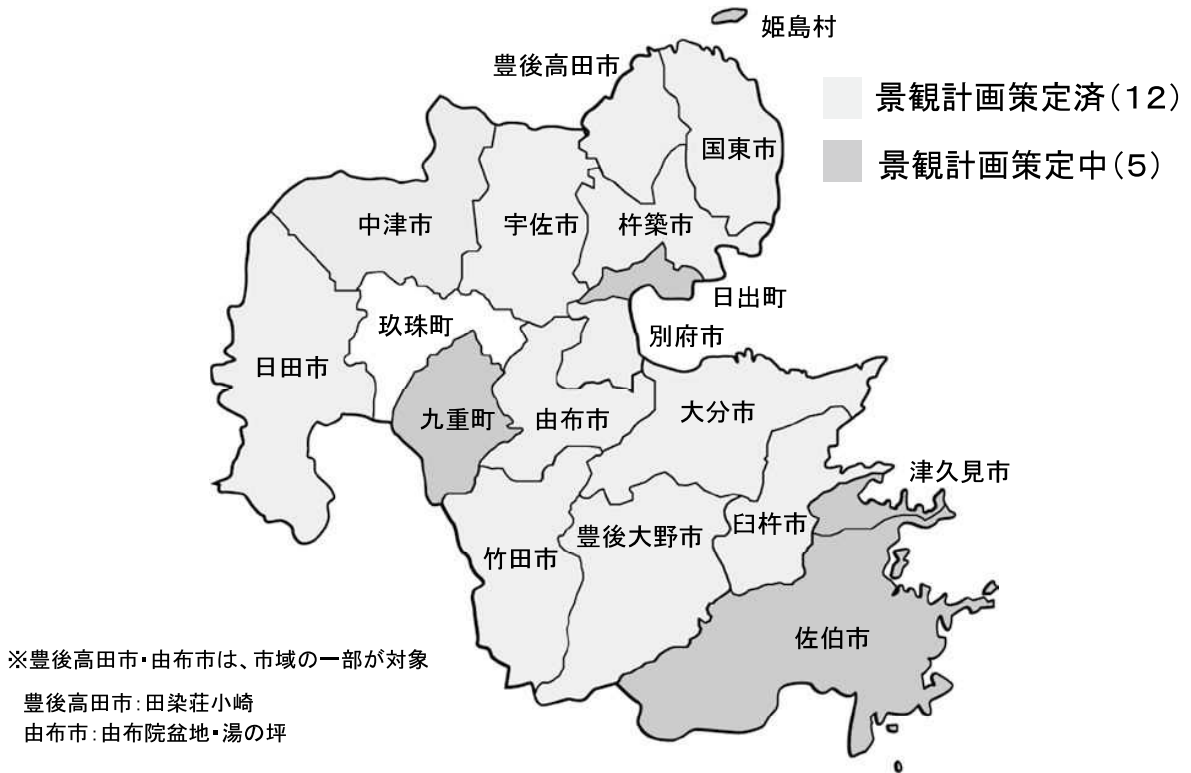 姫島村
豊後高田市
景観計画策定済(12)
国東市
景観計画策定中(5)
中津市
宇佐市
杵築市
日出町
玖珠町
別府市
日田市
九重町
由布市
大分市
津久見市
臼杵市
豊後大野市
竹田市
佐伯市
※豊後高田市・由布市は、市域の一部が対象
豊後高田市:田染荘小崎
由布市:由布院盆地・湯の坪